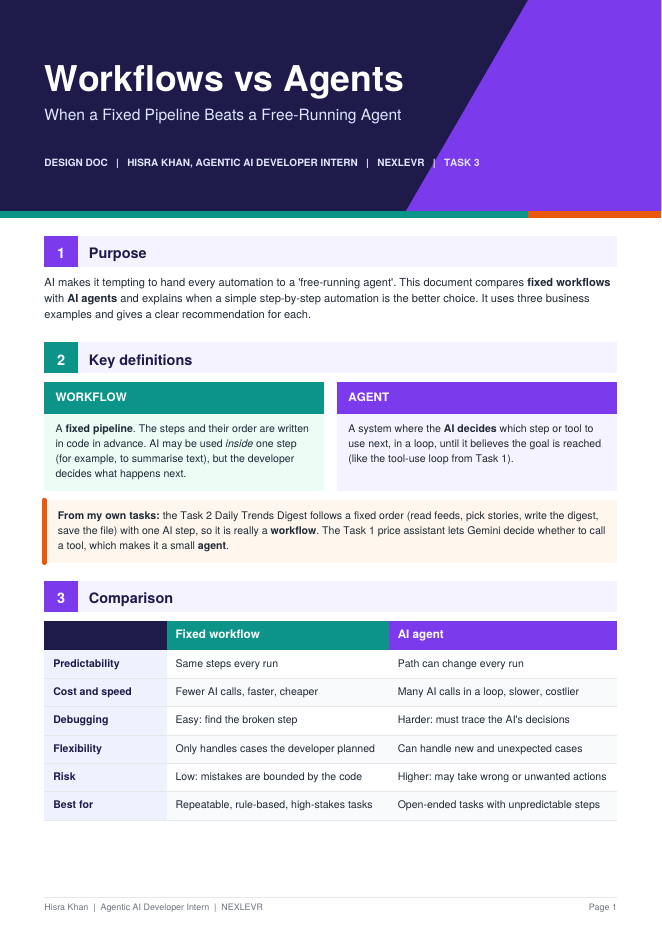 Workflows vs Agents
When a Fixed Pipeline Beats a Free-Running Agent
DESIGN DOC | HISRA KHAN, AGENTIC AI DEVELOPER INTERN | NEXLEVR | TASK 3
1 Purpose
AI makes it tempting to hand every automation to a 'free-running agent'. This document compares fixed workflows
with AI agents and explains when a simple step-by-step automation is the better choice. It uses three business
examples and gives a clear recommendation for each.
2 Key definitions
WORKFLOW
A fixed pipeline. The steps and their order are written
in code in advance. AI may be used inside one step
(for example, to summarise text), but the developer
decides what happens next.
AGENT
A system where the AI decides which step or tool to
use next, in a loop, until it believes the goal is reached
(like the tool-use loop from Task 1).
From my own tasks: the Task 2 Daily Trends Digest follows a fixed order (read feeds, pick stories, write the digest,
save the file) with one AI step, so it is really a workflow. The Task 1 price assistant lets Gemini decide whether to call
a tool, which makes it a small agent.
3 Comparison
Fixed workflow AI agent
Predictability Same steps every run Path can change every run
Cost and speed Fewer AI calls, faster, cheaper Many AI calls in a loop, slower, costlier
Debugging Easy: find the broken step Harder: must trace the AI's decisions
Flexibility Only handles cases the developer planned Can handle new and unexpected cases
Risk Low: mistakes are bounded by the code Higher: may take wrong or unwanted actions
Best for Repeatable, rule-based, high-stakes tasks Open-ended tasks with unpredictable steps
Hisra Khan | Agentic AI Developer Intern | NEXLEVR Page 1